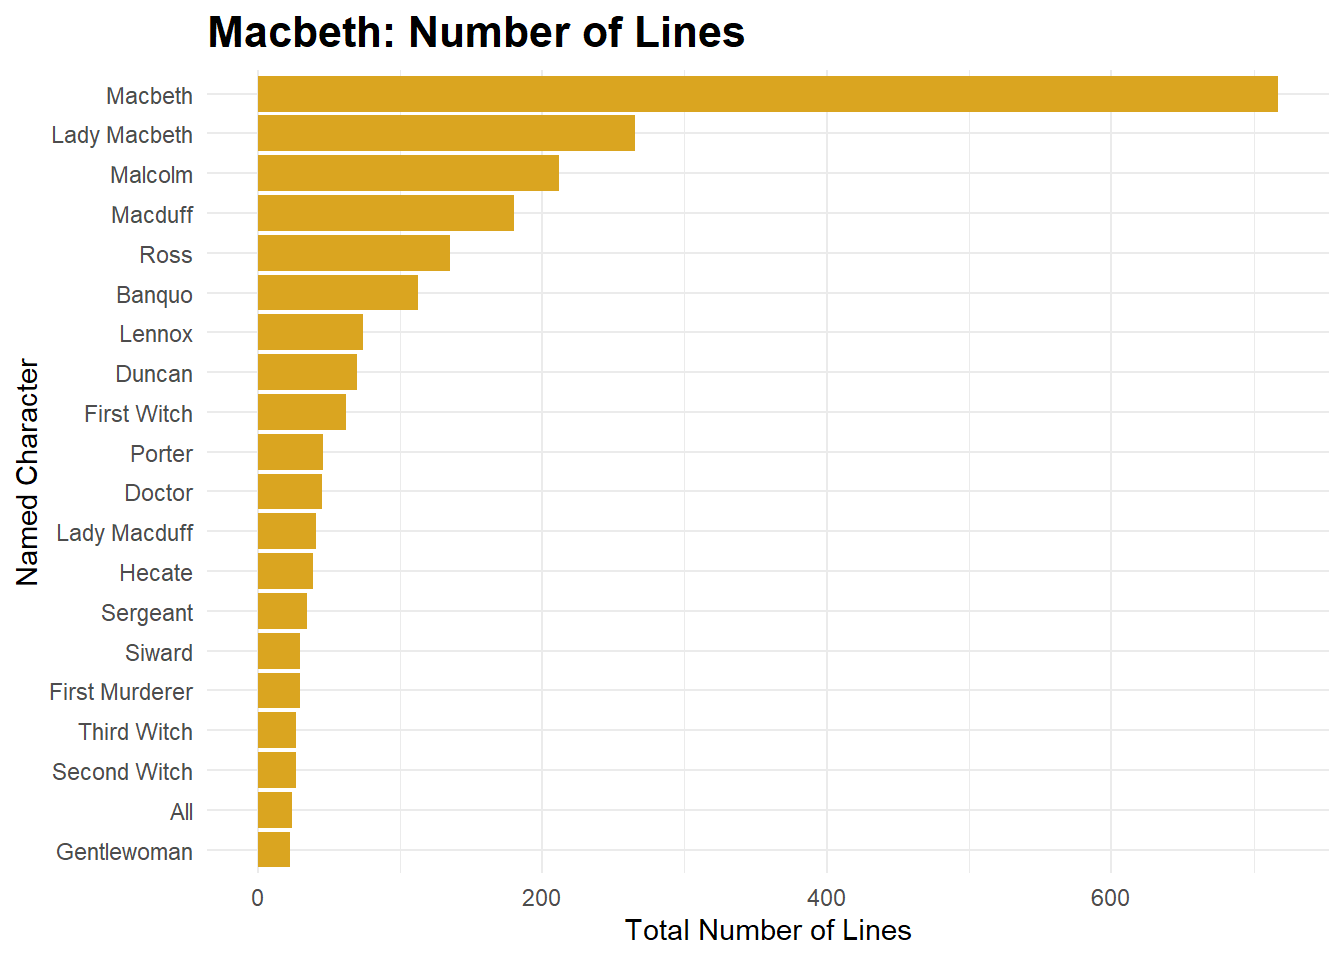 Macbeth: Number of Lines
Named Character
Macbeth
Lady Macbeth
Malcolm
Macduff
Ross
Banquo
Lennox
Duncan
First Witch
Porter
Doctor
Lady Macduff
Hecate
Sergeant
Siward
First Murderer
Third Witch
Second Witch
All
Gentlewoman
0 200 400 600
Total Number of Lines